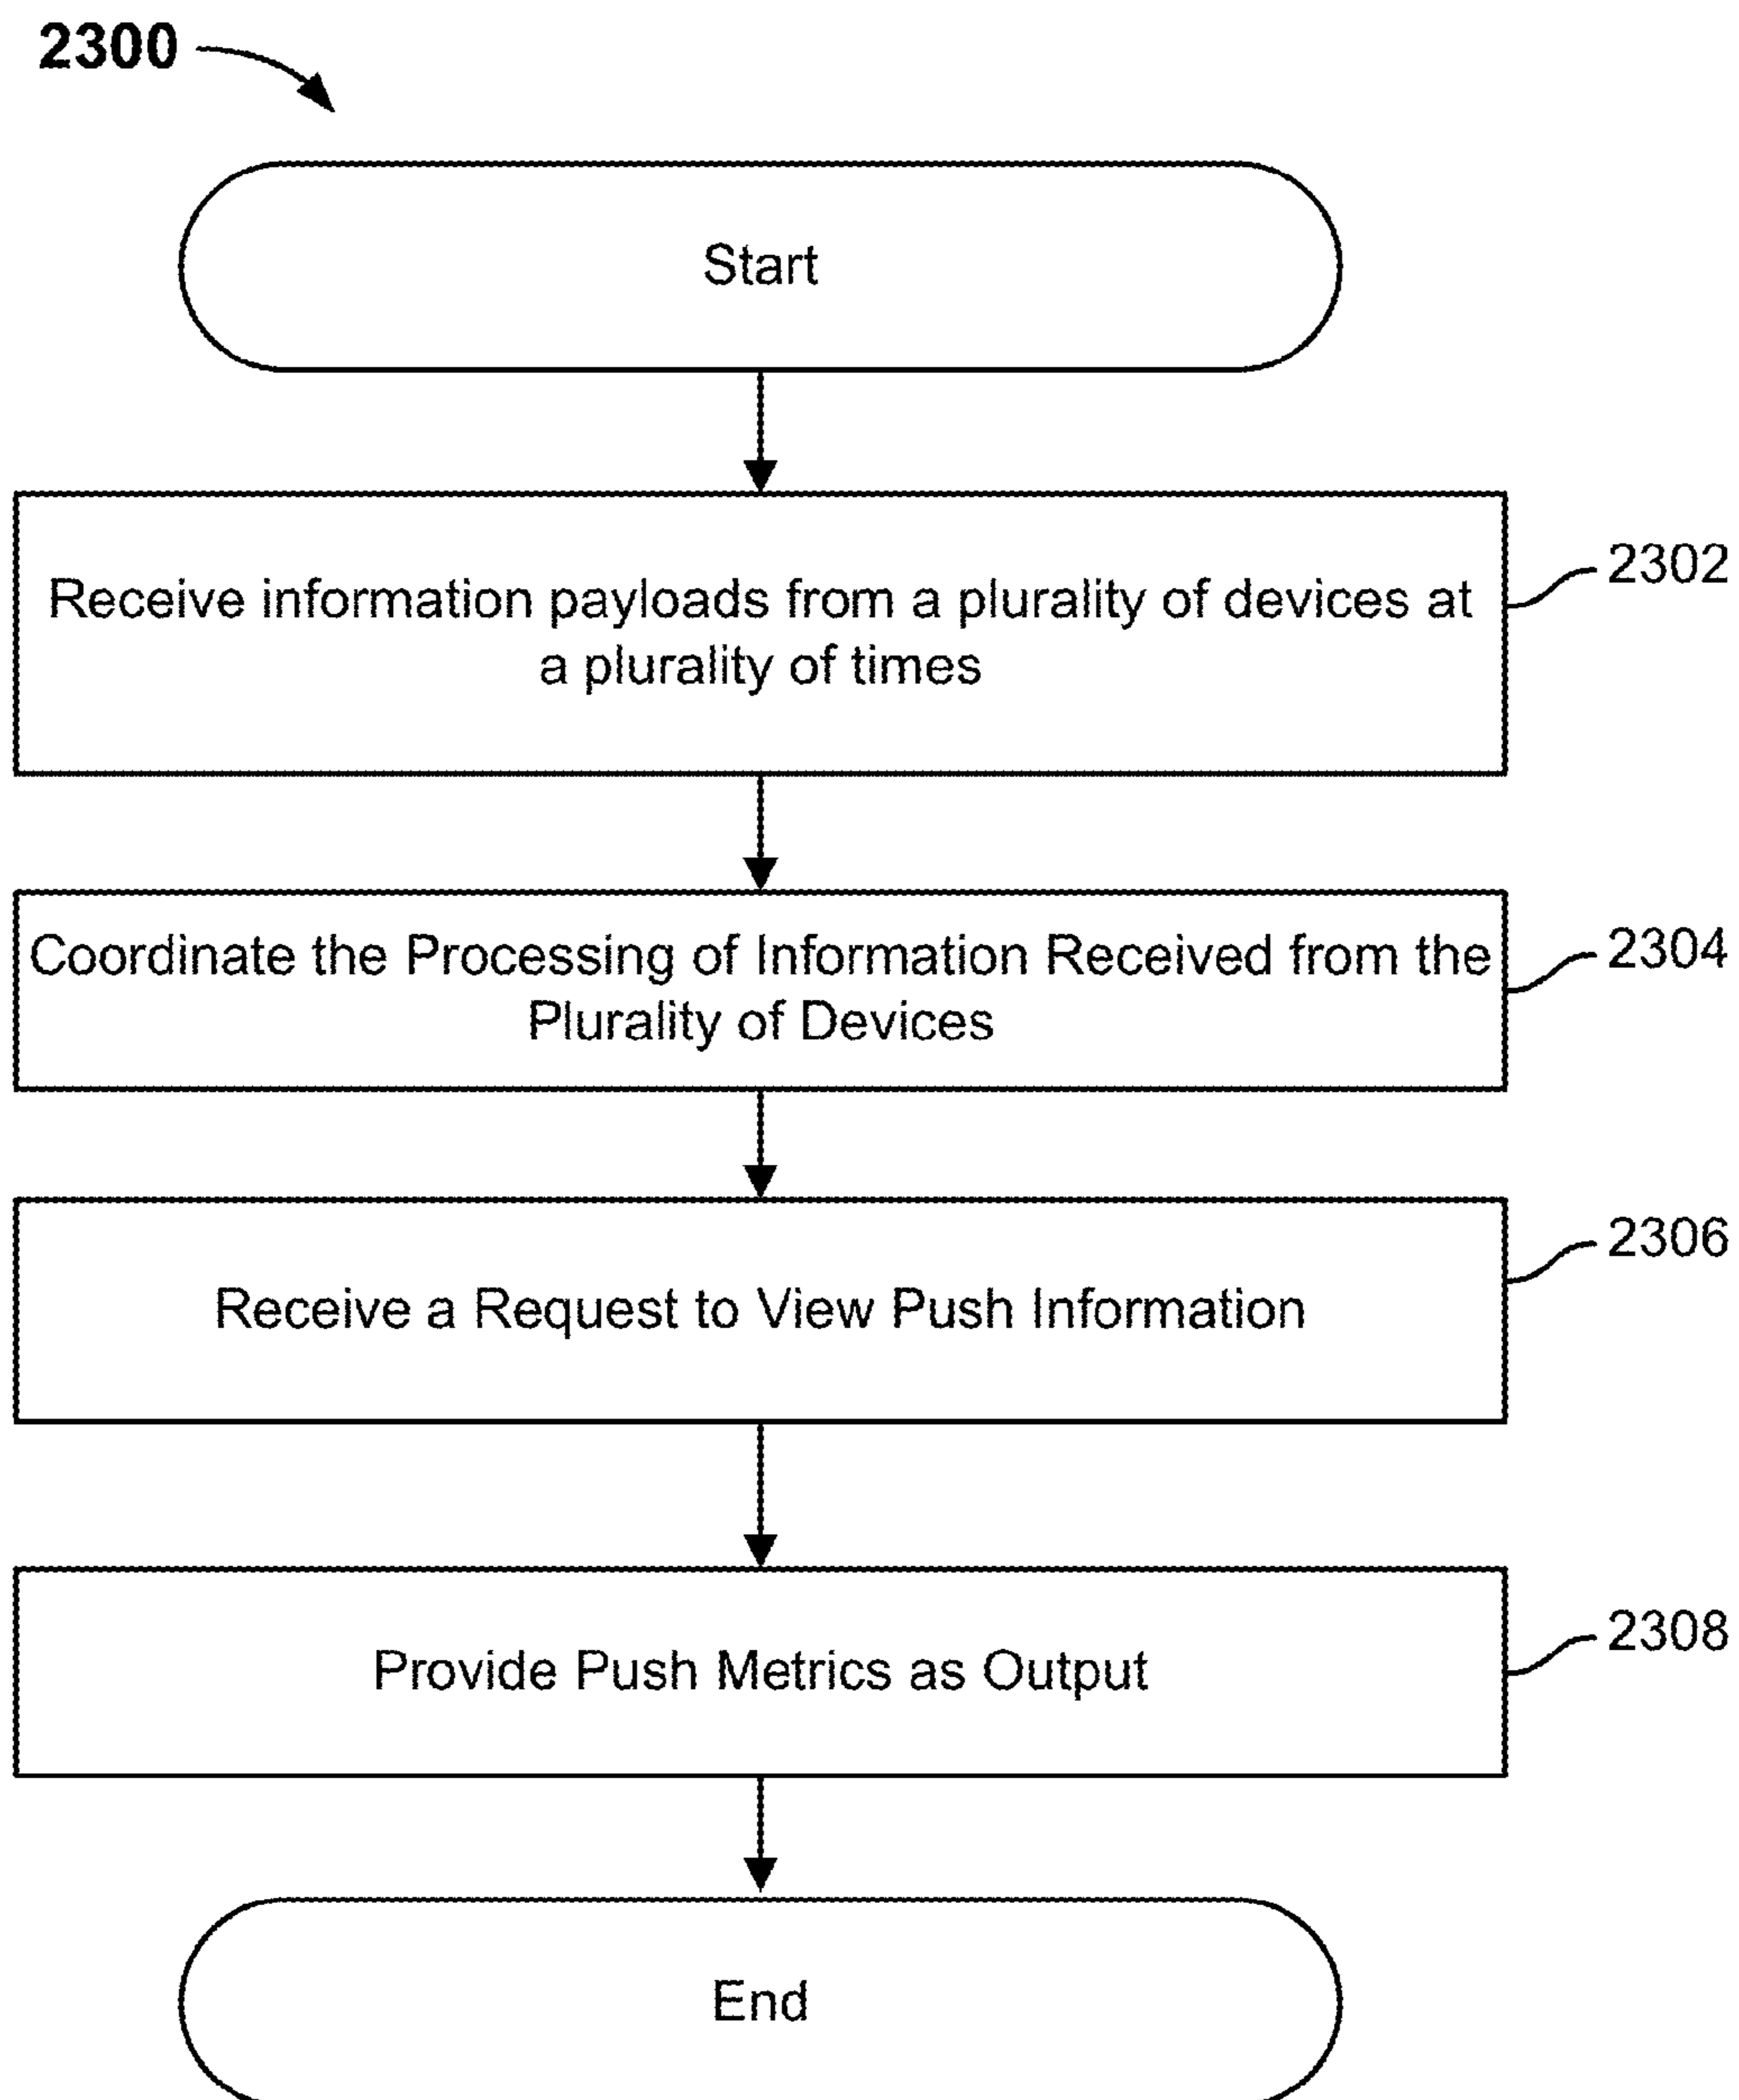 2300
Start
Receive information payloads from a plurality of devices at
a plurality of times
2302
Coordinate the Processing of Information Received from the
Plurality of Devices
2304
Receive a Request to View Push Information
2306
Provide Push Metrics as Output
2308
End